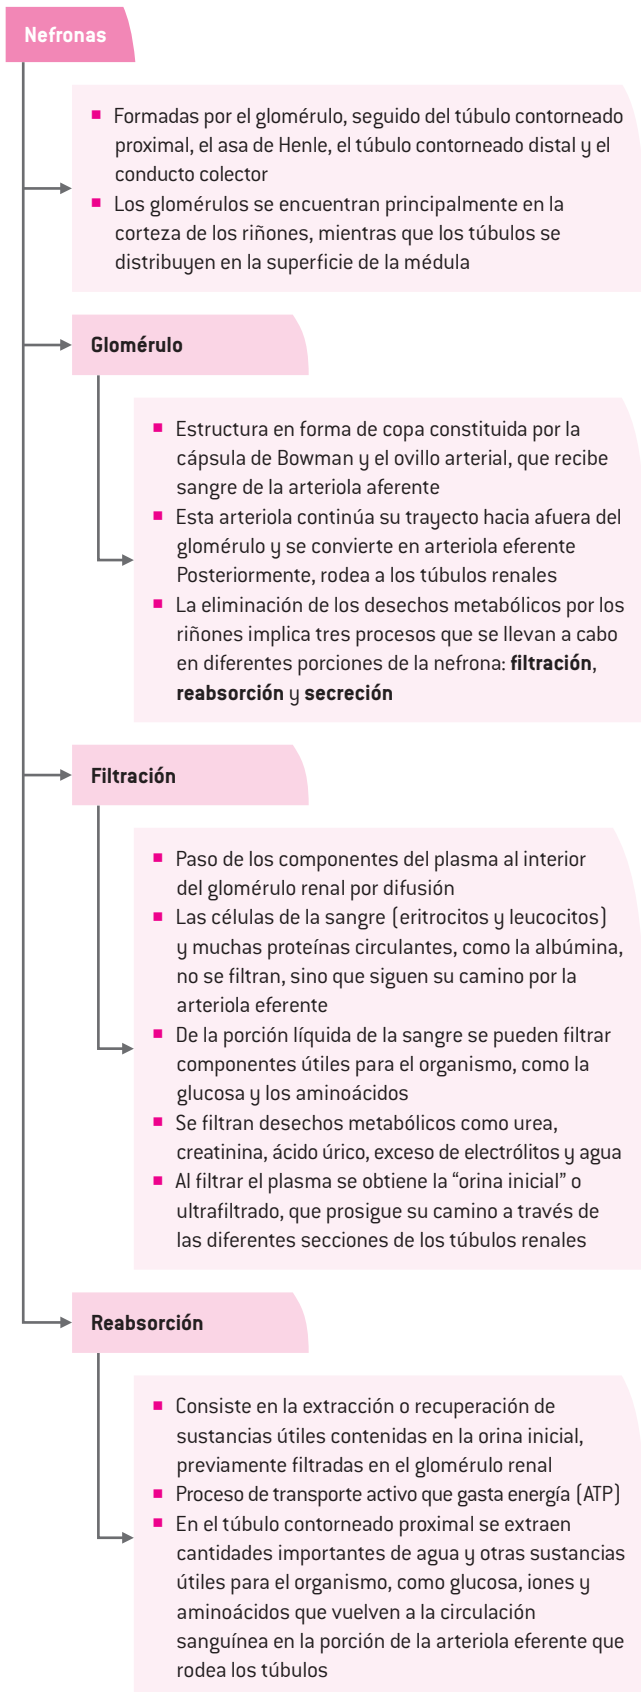 Nefronas
▪ Formadas por el glomérulo, seguido del túbulo contorneado
proximal, el asa de Henle, el túbulo contorneado distal y el
conducto colector
▪ Los glomérulos se encuentran principalmente en la
corteza de los riñones, mientras que los túbulos se
distribuyen en la superficie de la médula
Glomérulo
▪ Estructura en forma de copa constituida por la
cápsula de Bowman y el ovillo arterial, que recibe
sangre de la arteriola aferente
▪ Esta arteriola continúa su trayecto hacia afuera del
glomérulo y se convierte en arteriola eferente
Posteriormente, rodea a los túbulos renales
▪ La eliminación de los desechos metabólicos por los
riñones implica tres procesos que se llevan a cabo
en diferentes porciones de la nefrona: filtración,
reabsorción y secreción
Filtración
▪ Paso de los componentes del plasma al interior
del glomérulo renal por difusión
▪ Las células de la sangre (eritrocitos y leucocitos)
y muchas proteínas circulantes, como la albúmina,
no se filtran, sino que siguen su camino por la
arteriola eferente
▪ De la porción líquida de la sangre se pueden filtrar
componentes útiles para el organismo, como la
glucosa y los aminoácidos
▪ Se filtran desechos metabólicos como urea,
creatinina, ácido úrico, exceso de electrólitos y agua
▪ Al filtrar el plasma se obtiene la “orina inicial” o
ultrafiltrado, que prosigue su camino a través de
las diferentes secciones de los túbulos renales
Reabsorción
▪ Consiste en la extracción o recuperación de
sustancias útiles contenidas en la orina inicial,
previamente filtradas en el glomérulo renal
▪ Proceso de transporte activo que gasta energía (ATP)
▪ En el túbulo contorneado proximal se extraen
cantidades importantes de agua y otras sustancias
útiles para el organismo, como glucosa, iones y
aminoácidos que vuelven a la circulación
sanguínea en la porción de la arteriola eferente que
rodea los túbulos